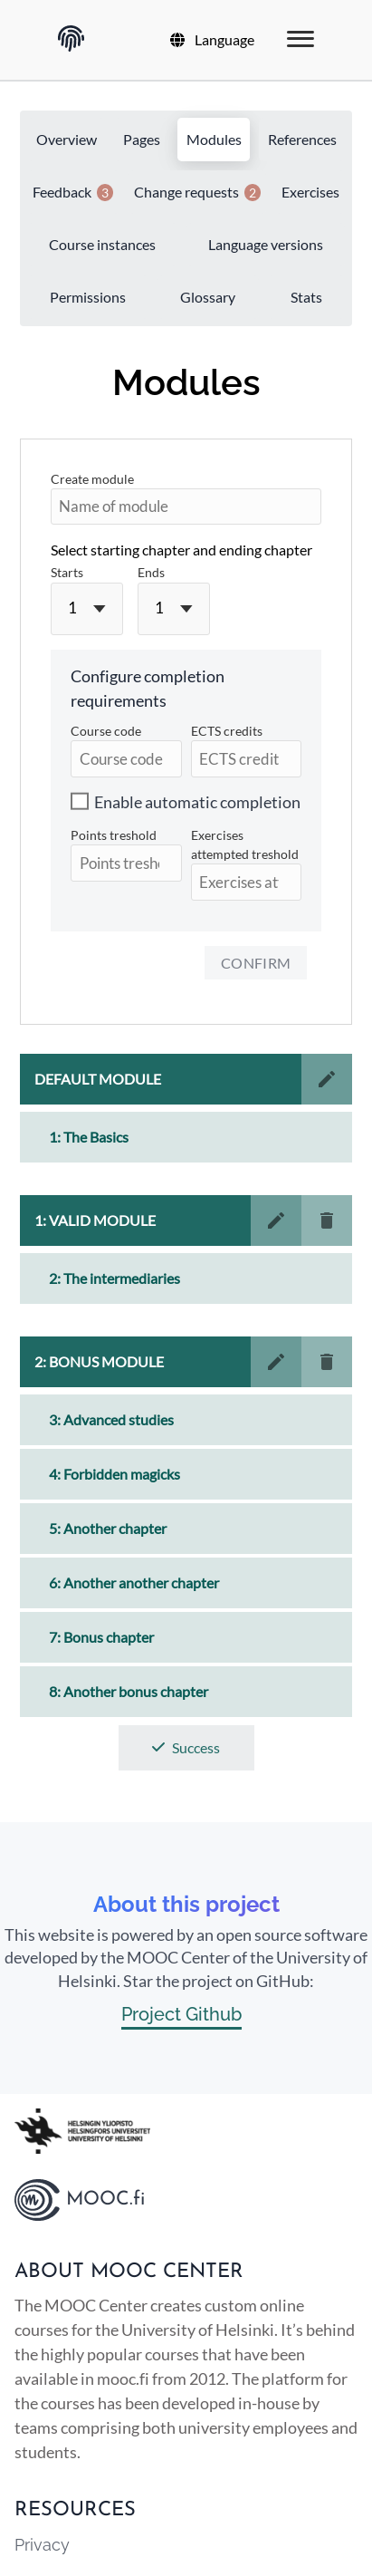 Language
Overview Pages Modules References
Feedback 3 Change requests 2 Exercises
Course instances Language versions
Permissions Glossary Stats
Modules
Create module
Name of module
Select starting chapter and ending chapter
Starts Ends
1 1
Configure completion
requirements
Course code ECTS credits
Course code ECTS credit
Enable automatic completion
Points treshold Exercises
attempted treshold
Points tresho
Exercises at
CONFIRM
DEFAULT MODULE
1: The Basics
1: VALID MODULE
2: The intermediaries
2: BONUS MODULE
3: Advanced studies
4: Forbidden magicks
5: Another chapter
6: Another another chapter
7: Bonus chapter
8: Another bonus chapter
Success
About this project
This website is powered by an open source software
developed by the MOOC Center of the University of
Helsinki. Star the project on GitHub:
Project Github
HELSINGIN YLIOPISTO
HELSINGFORS UNIVERSITET
UNIVERSITY OF HELSINKI
MOOC.fi
ABOUT MOOC CENTER
The MOOC Center creates custom online
courses for the University of Helsinki. It's behind
the highly popular courses that have been
available in mooc.fi from 2012. The platform for
the courses has been developed in-house by
teams comprising both university employees and
students.
RESOURCES
Privacy